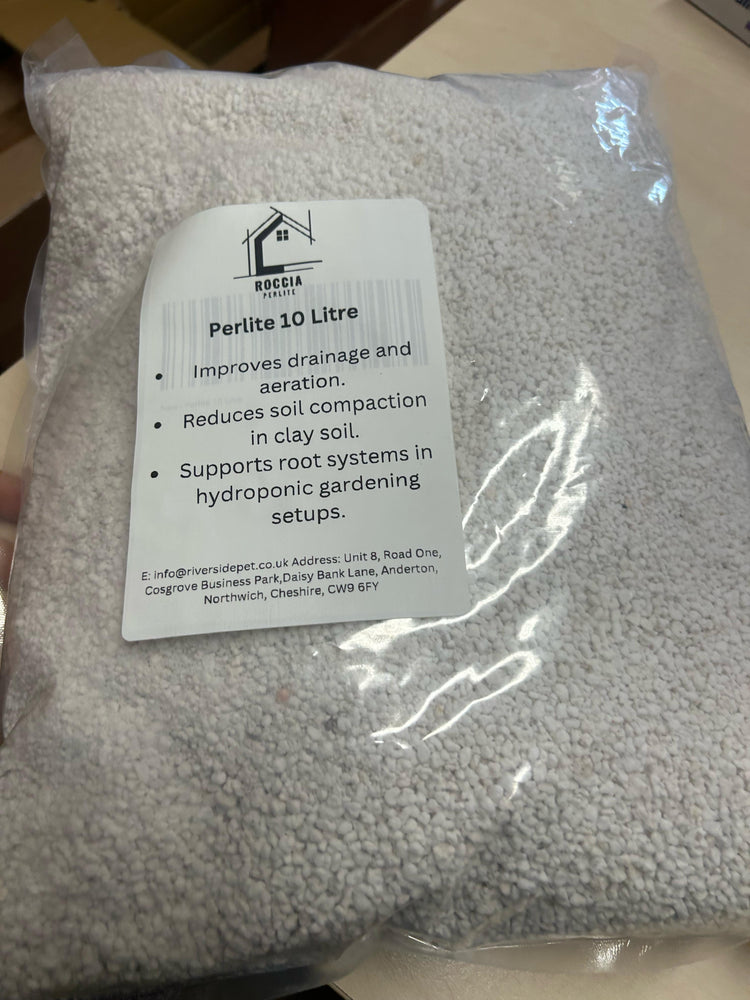 ROCCIA
PERLITE
Perlite 10 Litre
• Improves drainage and
aeration.
• Reduces soil compaction
in clay soil.
• Supports root systems in
hydroponic gardening
setups.
E: info@riversidepet.co.uk Address: Unit 8, Road One,
Cosgrove Business Park,Daisy Bank Lane, Anderton,
Northwich, Cheshire, CW9 6FY